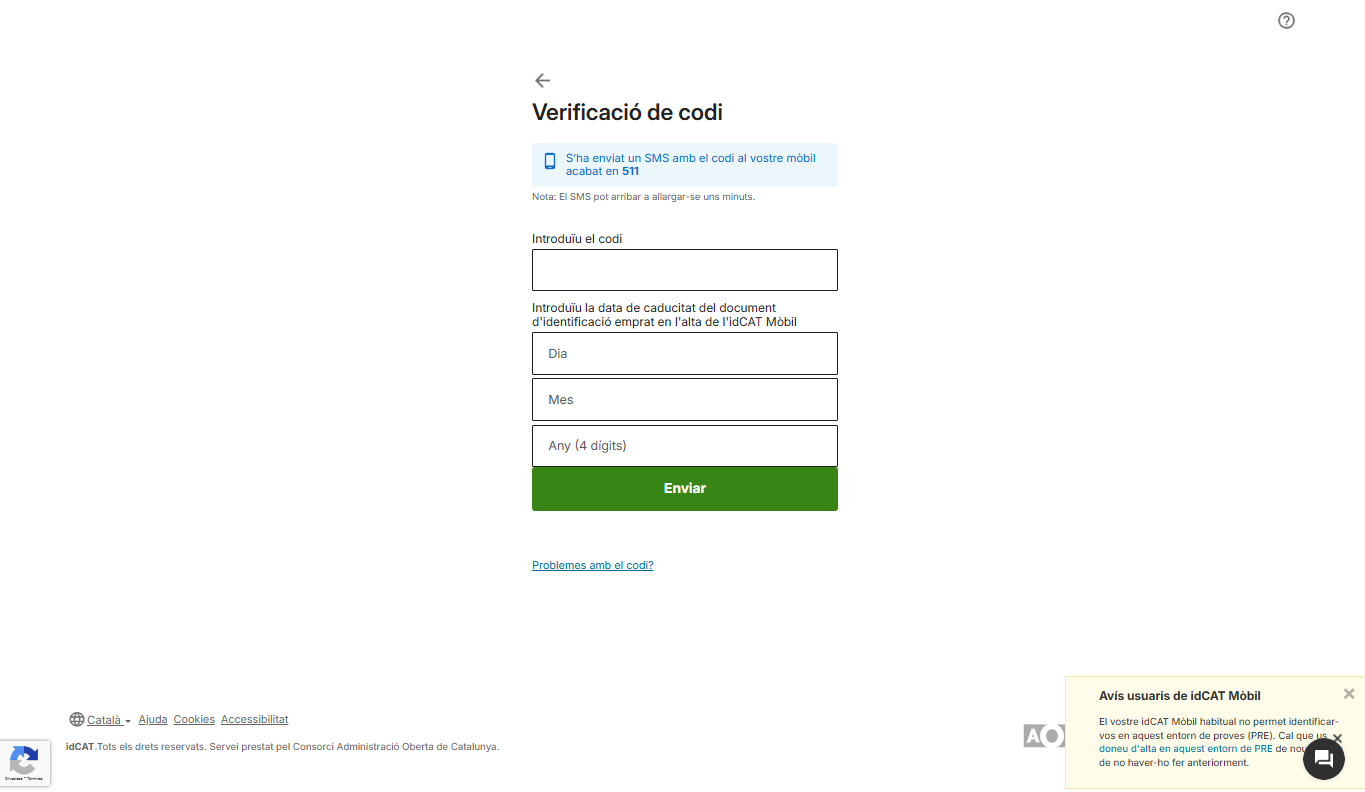 Verificació de codi
S'ha enviat un SMS amb el codi al vostre mòbil
acabat en 511
Nota: El SMS pot arribar a allargar-se uns minuts.
Introduïu el codi
Introduïu la data de caducitat del document
d'identificació emprat en l'alta de l'idCAT Mòbil
Dia
Mes
Any (4 dígits)
Enviar
Problemes amb el codi?
Català
Ajuda
Cookies
Accessibilitat
idCAT.Tots els drets reservats. Servei prestat pel Consorci Administració Oberta de Catalunya.
AO
Avís usuaris de idCAT Mòbil
El vostre idCAT Mòbil habitual no permet identificar-
vos en aquest entorn de proves (PRE). Cal que us
doneu d'alta en aquest entorn de PRE de nou
de no haver-ho fer anteriorment.